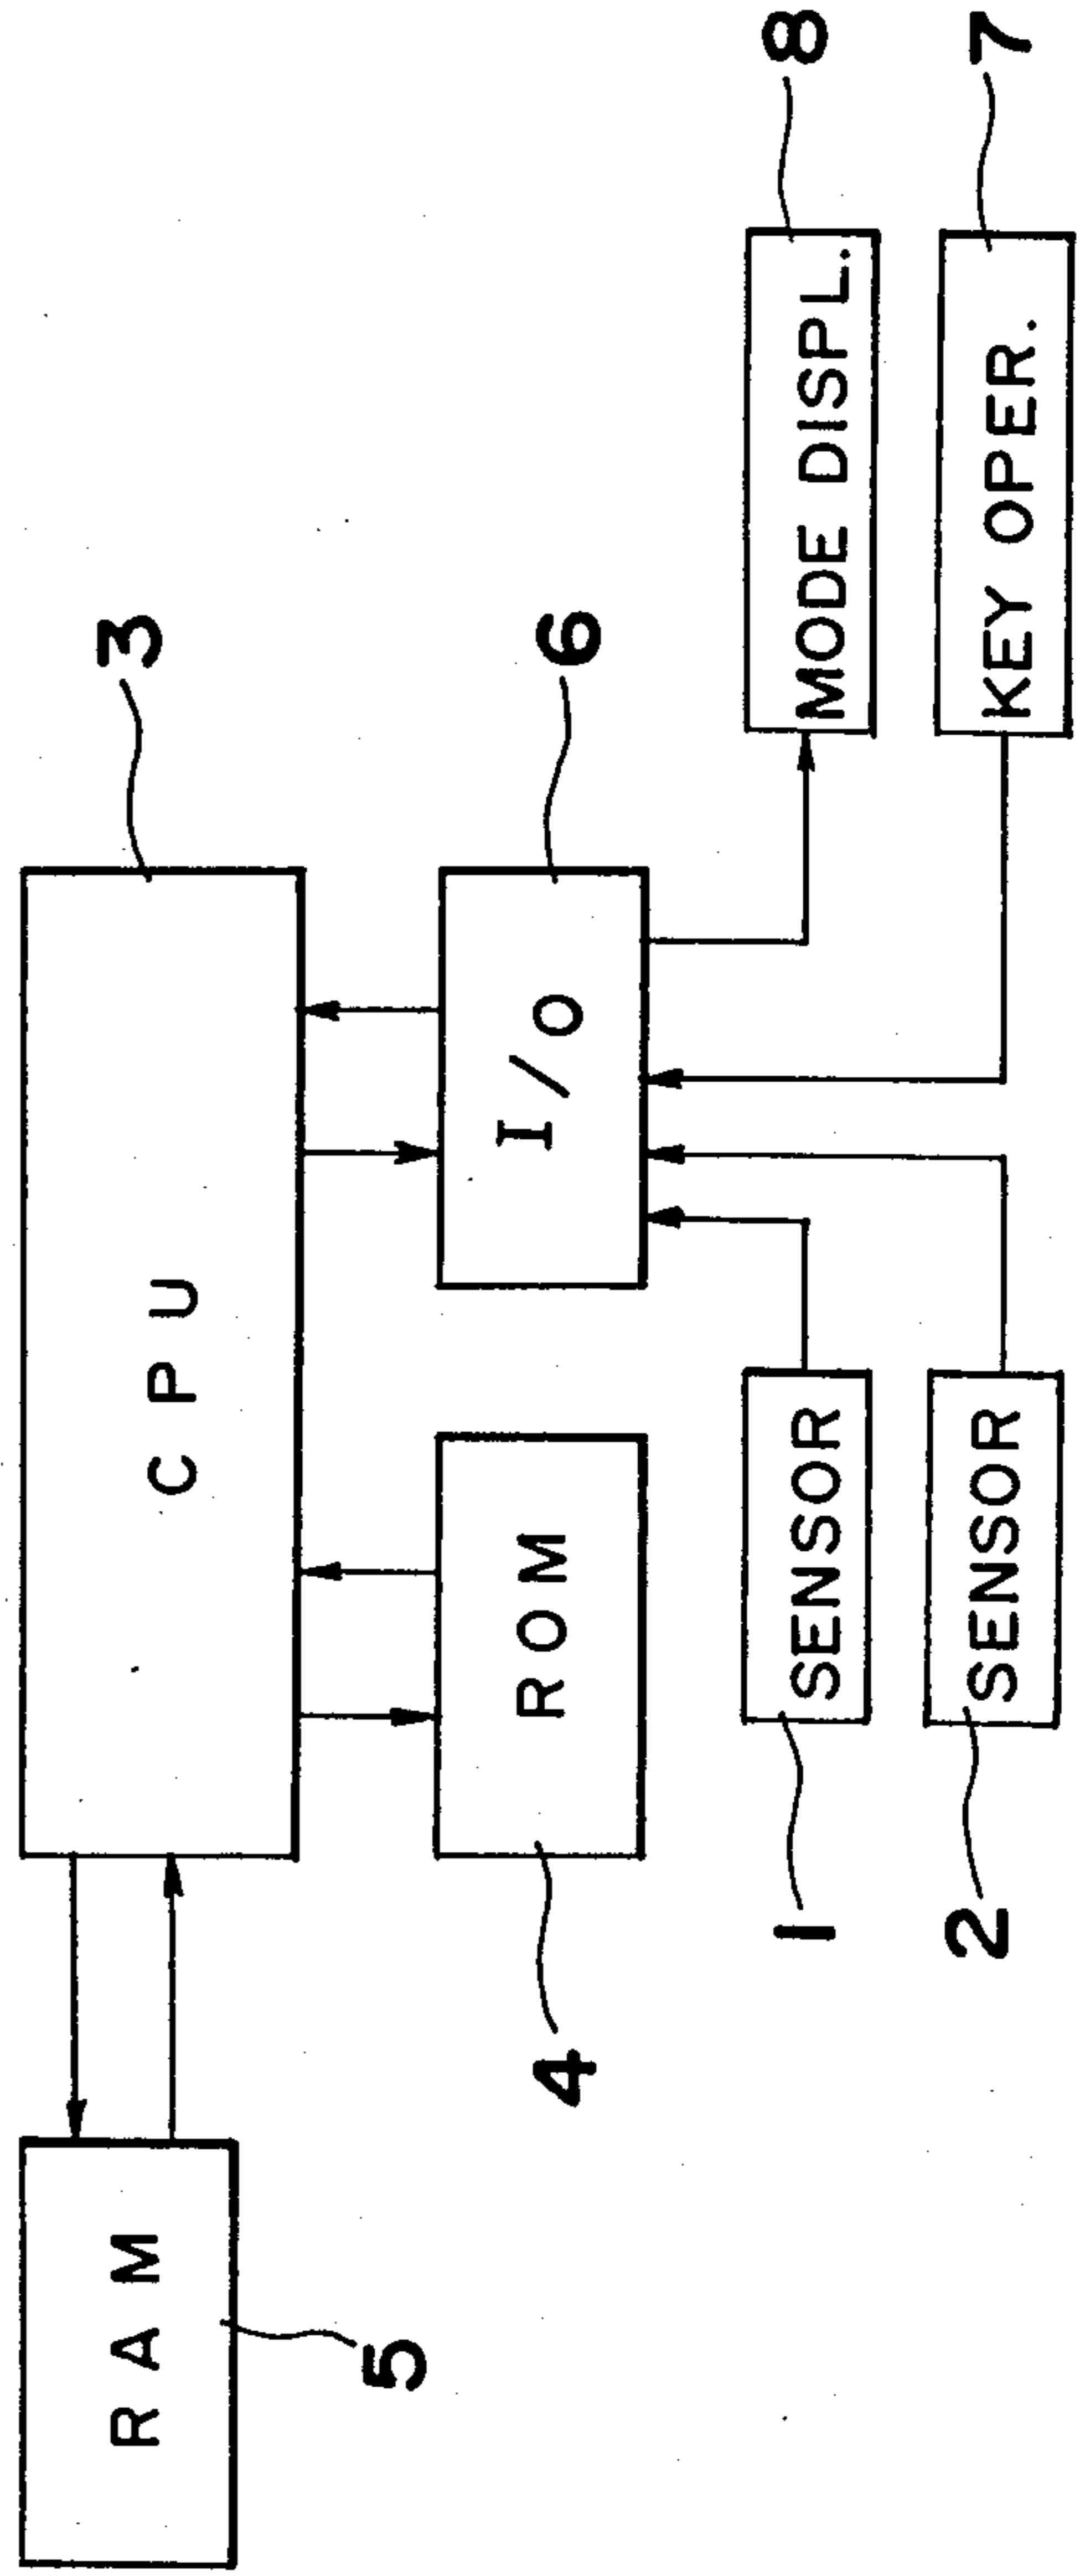 RAM
5
CPU
3
ROM
4
I/O
6
SENSOR
1
MODE DISPL.
8
SENSOR
2
KEY OPER.
7